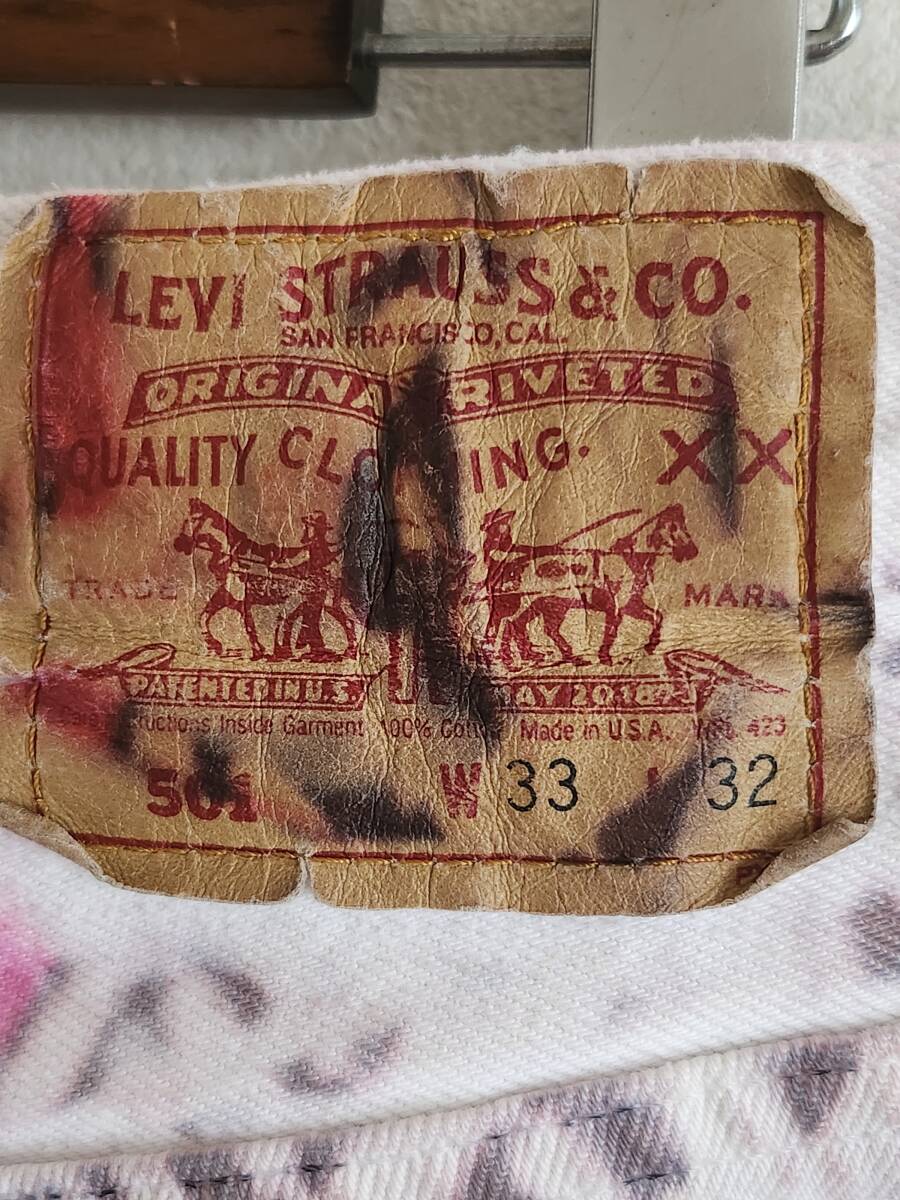 LEVI STRAUSS & CO.
SAN FRANCISCO, CAL.
ORIGINAL RIVETED
QUALITY CLOTHING. XX
TRADE MARK
PATENTED IN U.S. MAY 20 1873
Care Instructions Inside Garment 100% Cotton Made in U.S.A. 423
501 W 33 L 32